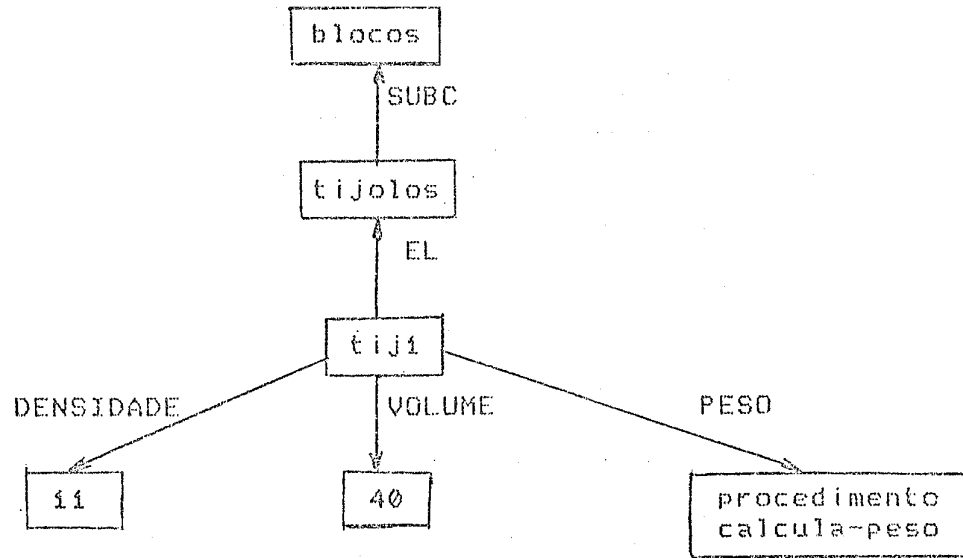 blocos
SUBC
tijolos
EL
tij1
DENSIDADE
VOLUME
PESO
11
40
procedimento
calcula-peso